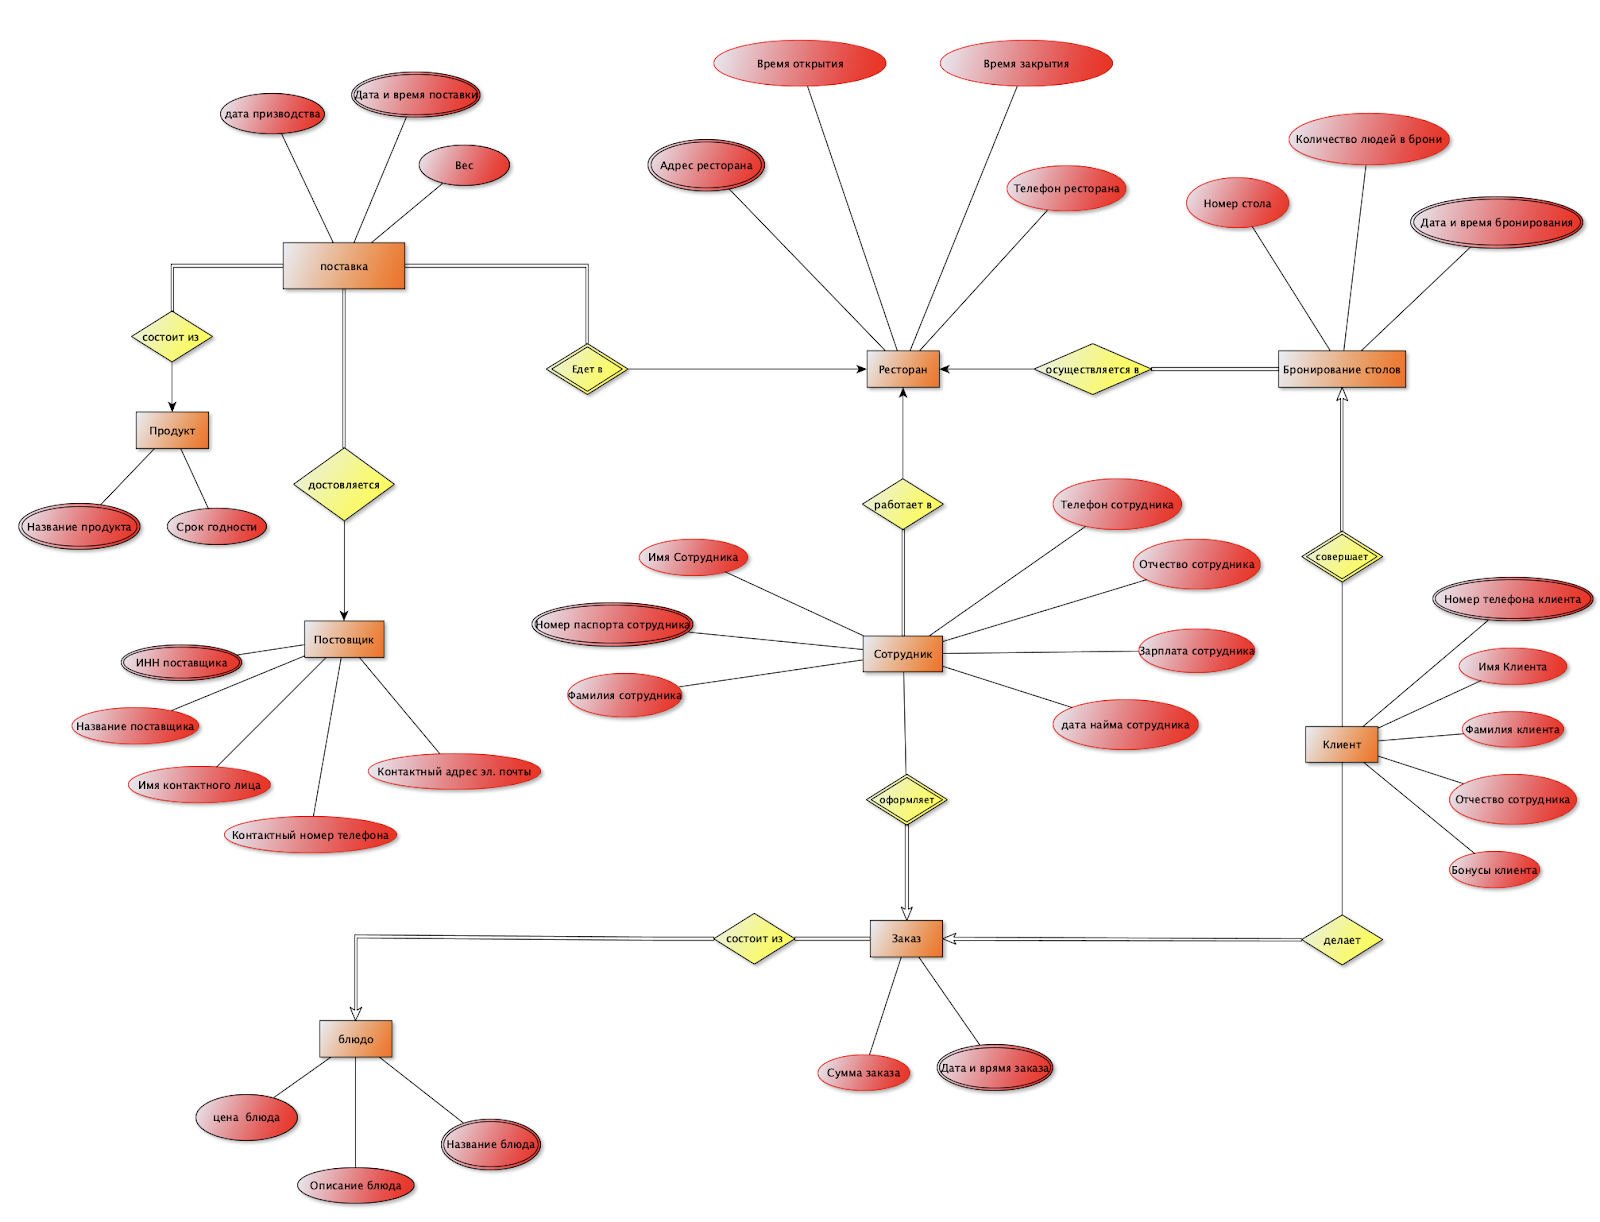 Время открытия
Время закрытия
Дата и время поставки
дата призводства
Вес
Адрес ресторана
Телефон ресторана
Количество людей в брони
Номер стола
Дата и время бронирования
поставка
состоит из
Едет в
Ресторан
осуществляется в
Бронирование столов
Продукт
достовляется
работает в
Название продукта
Срок годности
Телефон сотрудника
Имя Сотрудника
Отчество сотрудника
совершает
Номер паспорта сотрудника
Номер телефона клиента
Постовщик
ИНН поставщика
Сотрудник
Зарплата сотрудника
Имя Клиента
Фамилия сотрудника
Название поставщика
дата найма сотрудника
Фамилия клиента
Клиент
Контактный адрес эл. почты
Имя контактного лица
оформляет
Отчество сотрудника
Контактный номер телефона
Бонусы клиента
состоит из
Заказ
делает
блюдо
Сумма заказа
Дата и врямя заказа
цена блюда
Название блюда
Описание блюда